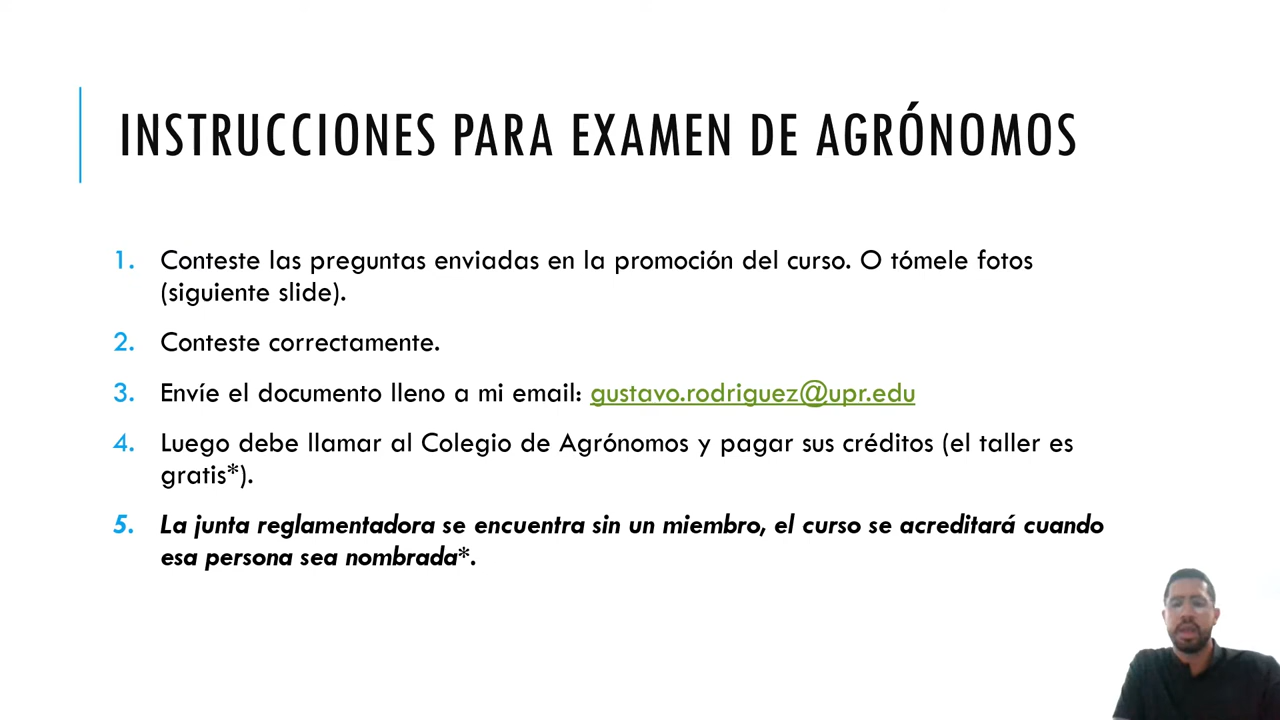 INSTRUCCIONES PARA EXAMEN DE AGRÓNOMOS
1. Conteste las preguntas enviadas en la promoción del curso. O tómele fotos
(siguiente slide).
2. Conteste correctamente.
3. Envíe el documento lleno a mi email: gustavo.rodriguez@upr.edu
4. Luego debe llamar al Colegio de Agrónomos y pagar sus créditos (el taller es
gratis*).
5. La junta reglamentadora se encuentra sin un miembro, el curso se acreditará cuando
esa persona sea nombrada*.